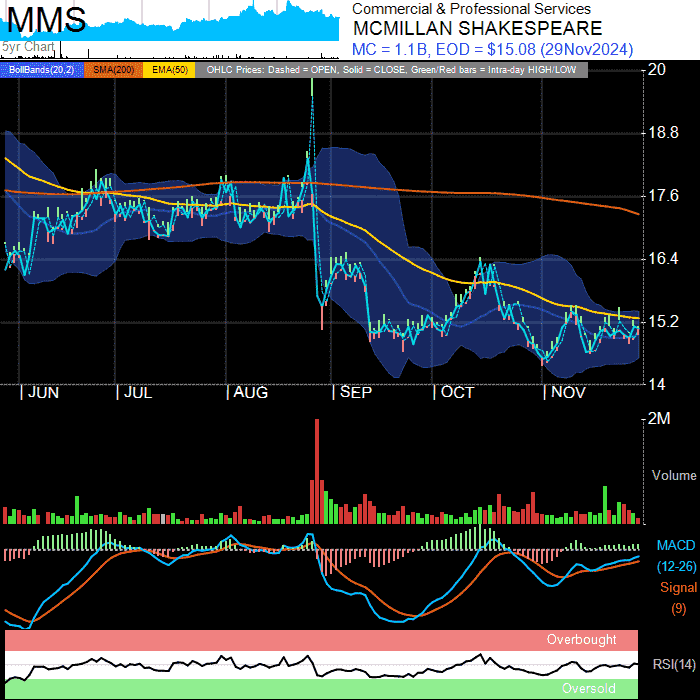 MMS
5yr Chart
Commercial & Professional Services
MCMILLAN SHAKESPEARE
MC = 1.1B, EOD = $15.08 (29Nov2024)
BollBands(20,2) SMA(200) EMA(50) OHLC Prices: Dashed = OPEN, Solid = CLOSE, Green/Red bars = Intra-day HIGH/LOW
20
18.8
17.6
16.4
15.2
14
JUN JUL AUG SEP OCT NOV
2M
Volume
MACD
(12-26)
Signal
(9)
Overbought
RSI(14)
Oversold